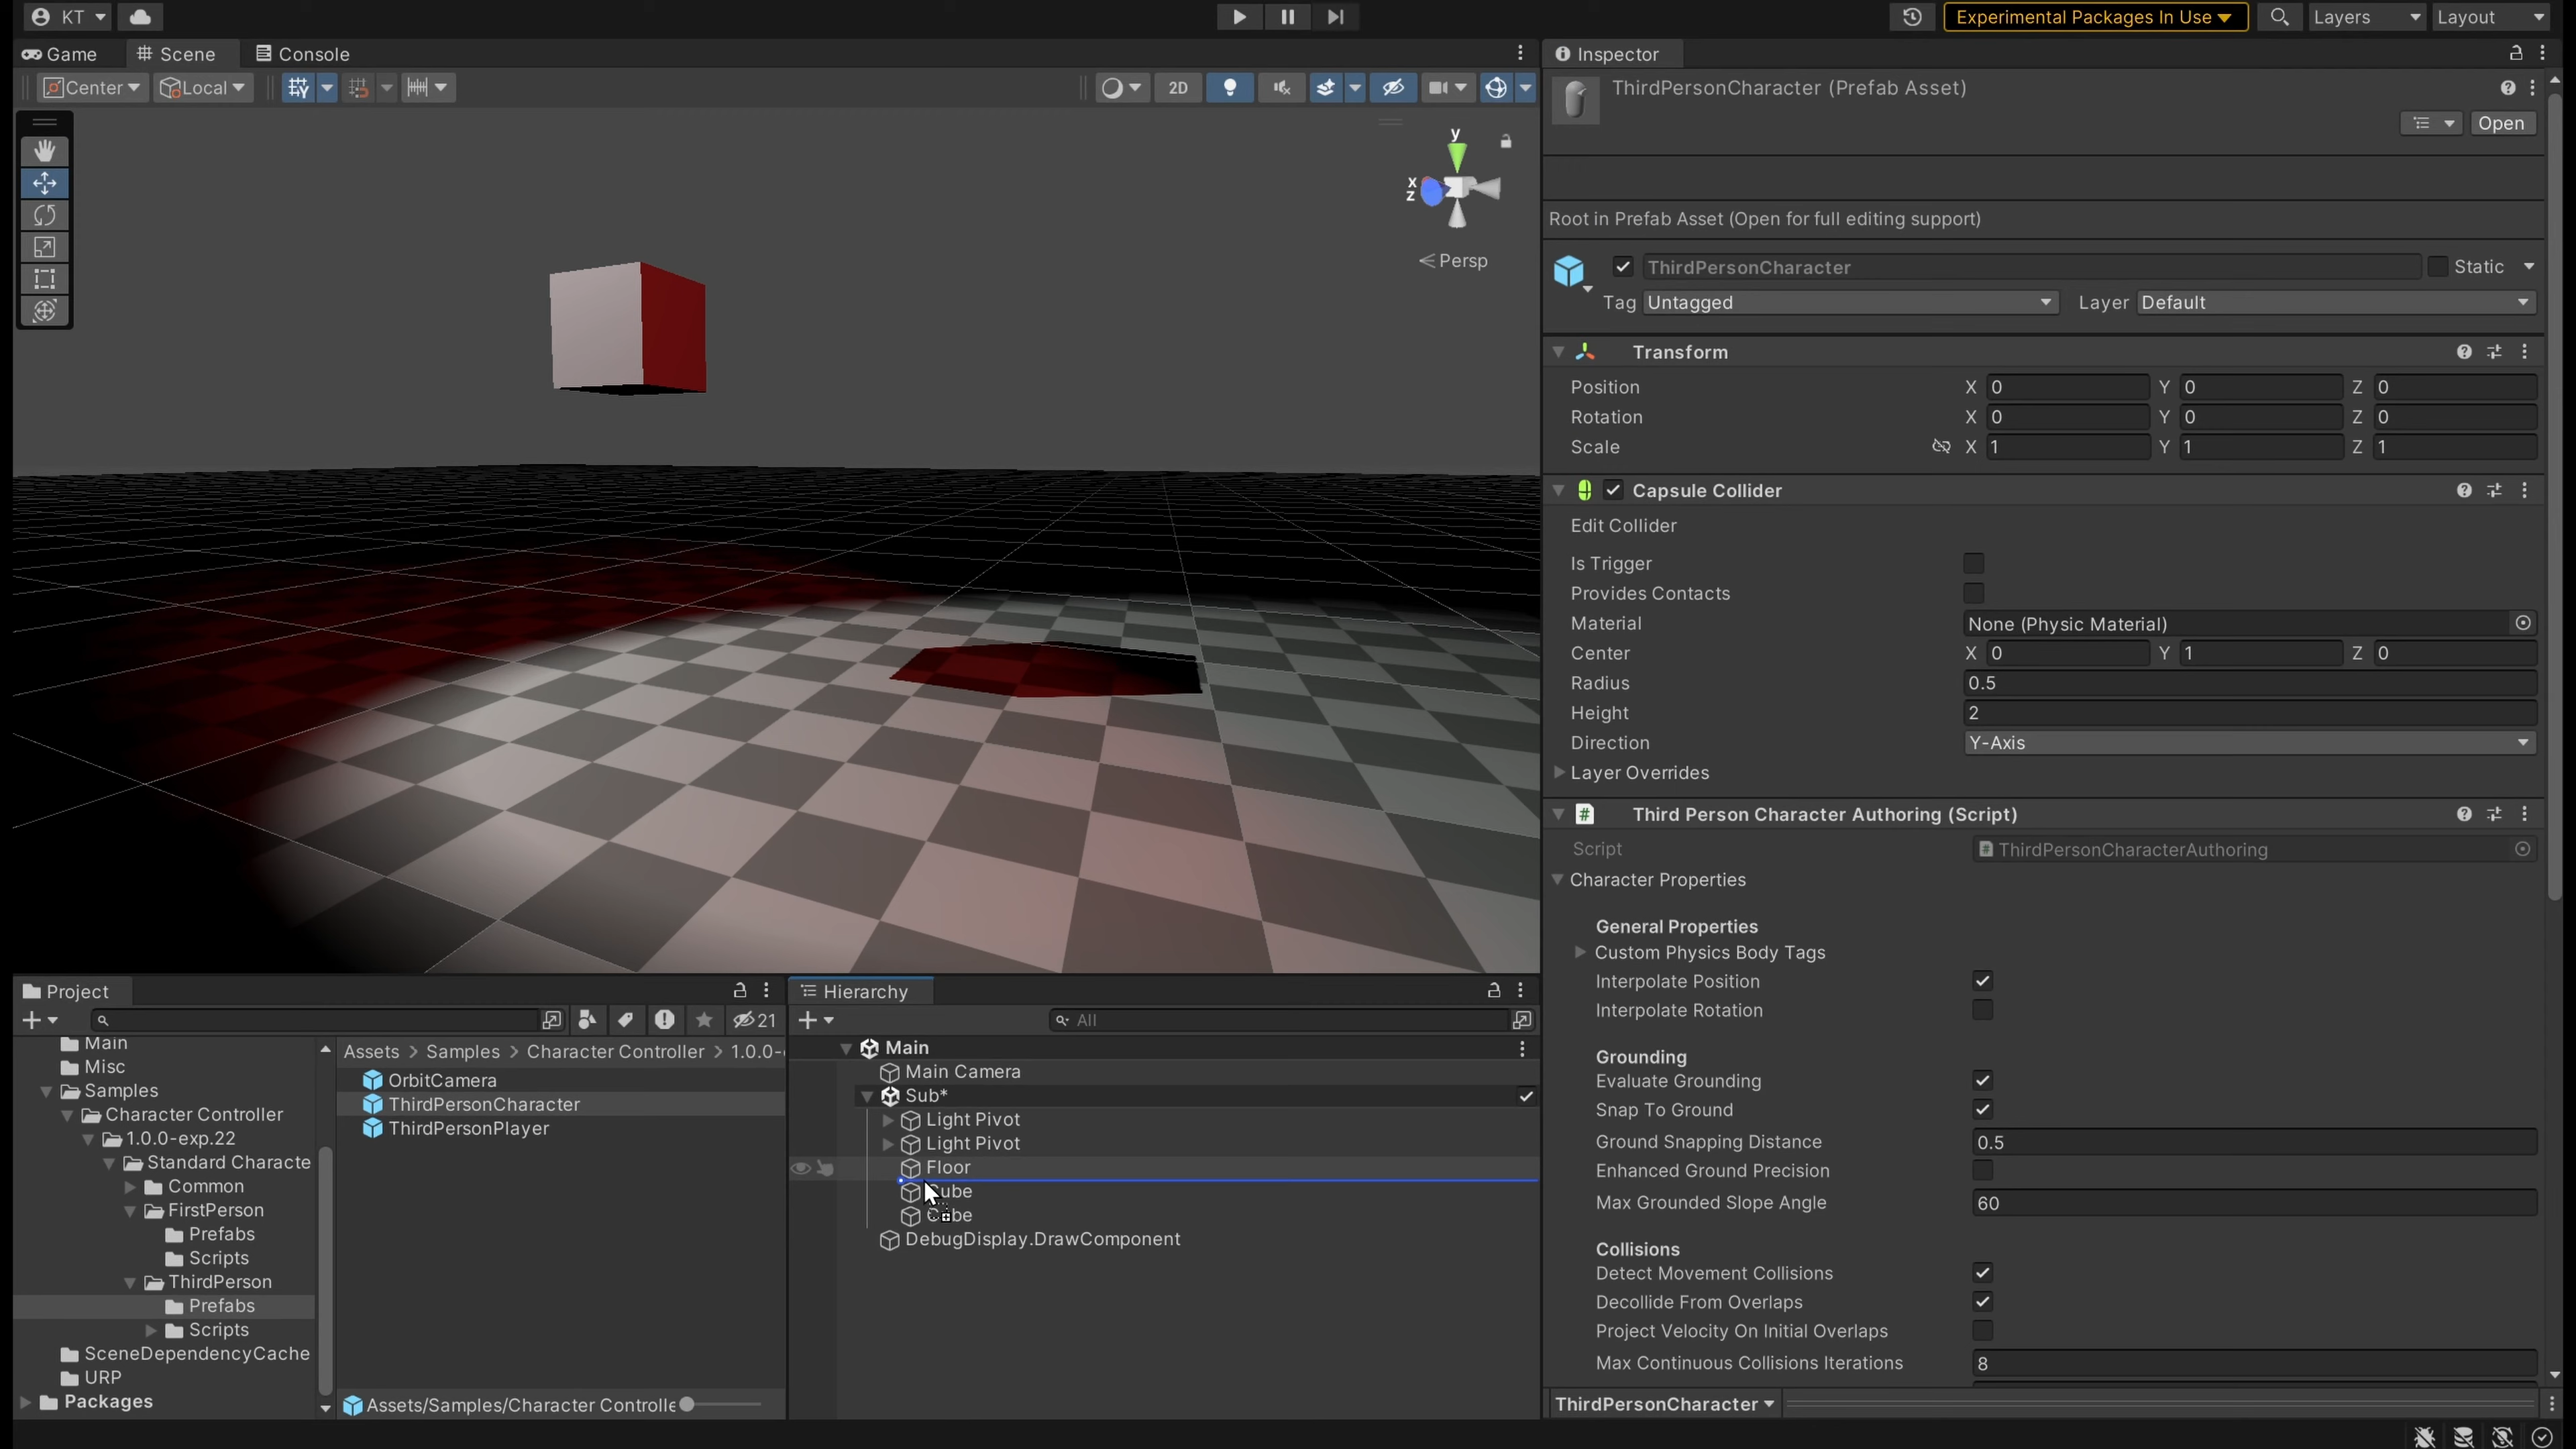 KT
Experimental Packages In Use
Layers
Layout
Game
Scene
Console
Center
Local
2D
y
x
z
Persp
Inspector
ThirdPersonCharacter (Prefab Asset)
Open
Root in Prefab Asset (Open for full editing support)
ThirdPersonCharacter
Static
Tag Untagged
Layer Default
Transform
Position X 0 Y 0 Z 0
Rotation X 0 Y 0 Z 0
Scale X 1 Y 1 Z 1
Capsule Collider
Edit Collider
Is Trigger
Provides Contacts
Material None (Physic Material)
Center X 0 Y 1 Z 0
Radius 0.5
Height 2
Direction Y-Axis
Layer Overrides
# Third Person Character Authoring (Script)
Script # ThirdPersonCharacterAuthoring
Character Properties
General Properties
Custom Physics Body Tags
Interpolate Position
Interpolate Rotation
Grounding
Evaluate Grounding
Snap To Ground
Ground Snapping Distance 0.5
Enhanced Ground Precision
Max Grounded Slope Angle 60
Collisions
Detect Movement Collisions
Decollide From Overlaps
Project Velocity On Initial Overlaps
Max Continuous Collisions Iterations 8
ThirdPersonCharacter
Project
21
Main
Misc
Samples
Character Controller
1.0.0-exp.22
Standard Characte
Common
FirstPerson
Prefabs
Scripts
ThirdPerson
Prefabs
Scripts
SceneDependencyCache
URP
Packages
Assets > Samples > Character Controller > 1.0.0-
OrbitCamera
ThirdPersonCharacter
ThirdPersonPlayer
Assets/Samples/Character Controlle
Hierarchy
All
Main
Main Camera
Sub*
Light Pivot
Light Pivot
Floor
Cube
Cube
DebugDisplay.DrawComponent